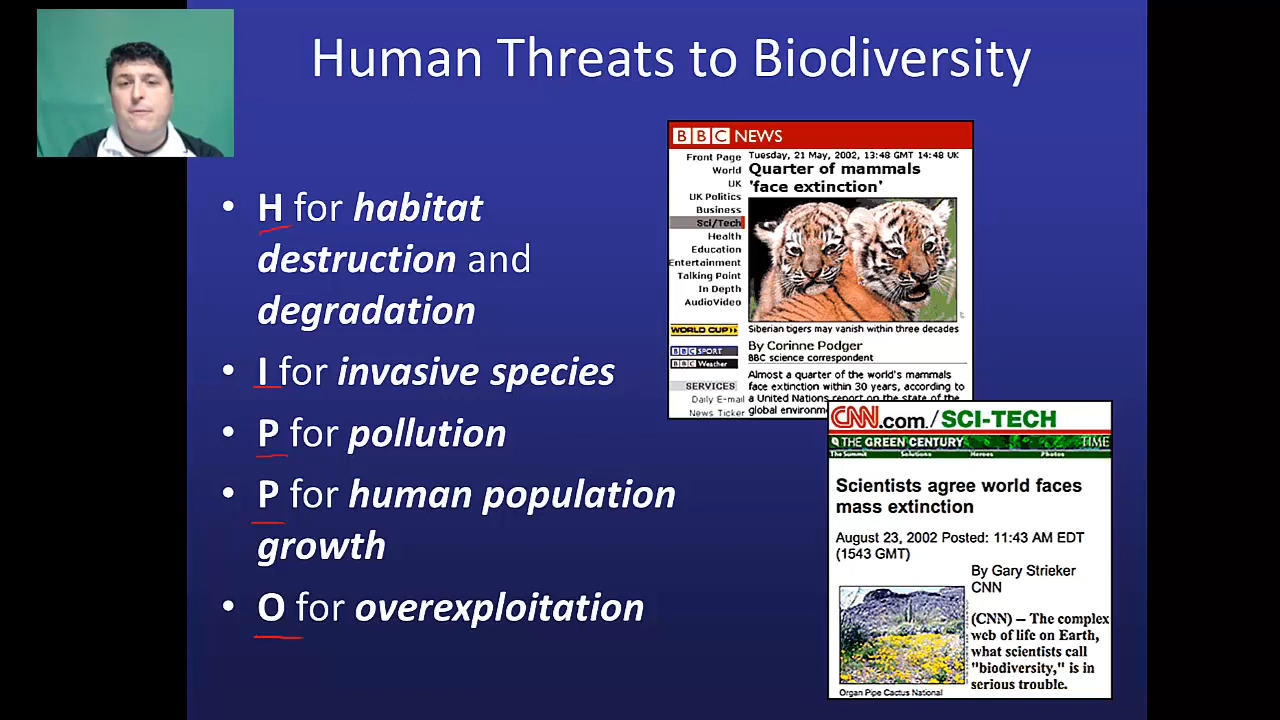 Human Threats to Biodiversity
• H for habitat
destruction and
degradation
• I for invasive species
• P for pollution
• P for human population
growth
• O for overexploitation
BBC NEWS
Front Page
World
UK
UK Politics
Business
Sci/Tech
Health
Education
Entertainment
Talking Point
In Depth
AudioVideo
WORLD CUP
BBC SPORT
BBC Weather
SERVICES
Daily E-mail
News Ticker
Tuesday, 21 May, 2002, 13:48 GMT 14:48 UK
Quarter of mammals
'face extinction'
Siberian tigers may vanish within three decades
By Corinne Podger
BBC science correspondent
Almost a quarter of the world's mammals
face extinction within 30 years, according to
a United Nations report on the state of the
global environm
CNN.com./SCI-TECH
THE GREEN CENTURY TIME
The Summit Solutions Heroes Photos
Scientists agree world faces
mass extinction
August 23, 2002 Posted: 11:43 AM EDT
(1543 GMT)
By Gary Strieker
CNN
(CNN) -- The complex
web of life on Earth,
what scientists call
"biodiversity," is in
serious trouble.
Organ Pipe Cactus National